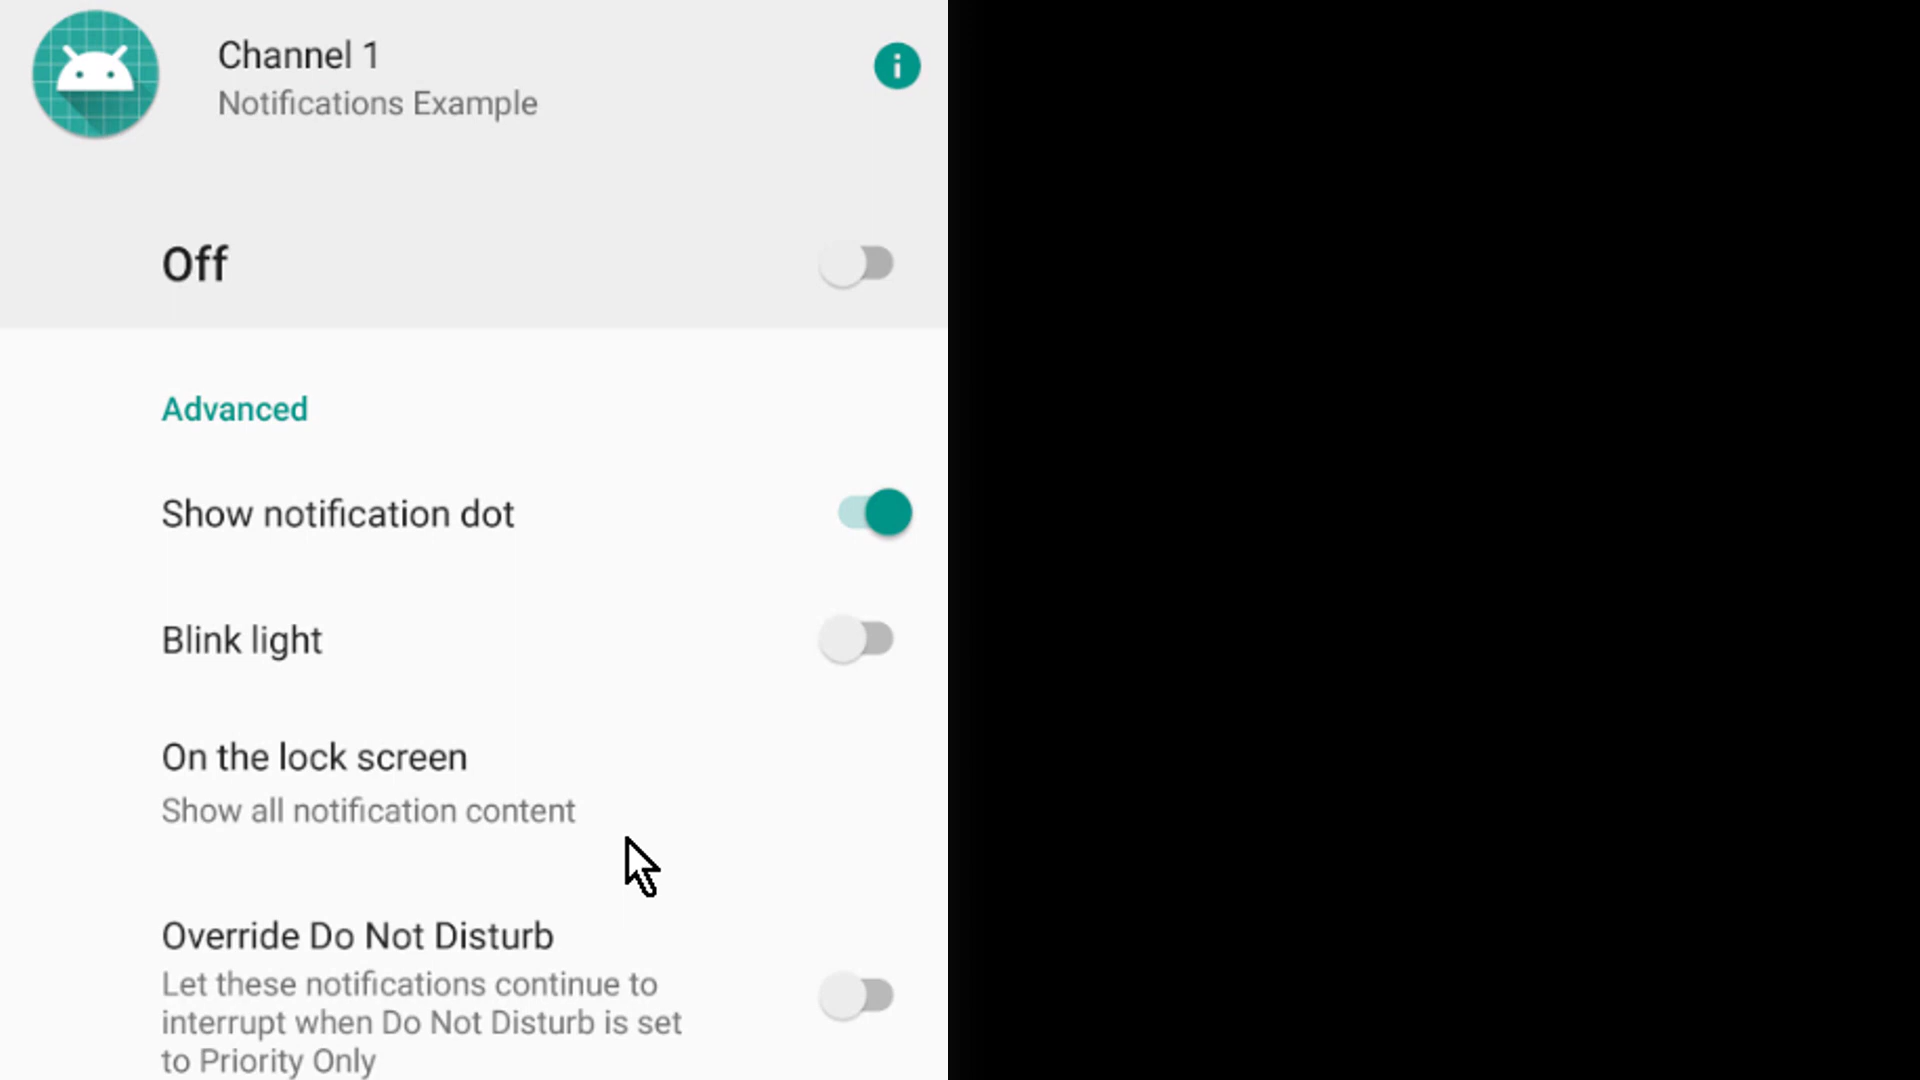 Channel 1
Notifications Example
Off
Advanced
Show notification dot
Blink light
On the lock screen
Show all notification content
Override Do Not Disturb
Let these notifications continue to
interrupt when Do Not Disturb is set
to Priority Only